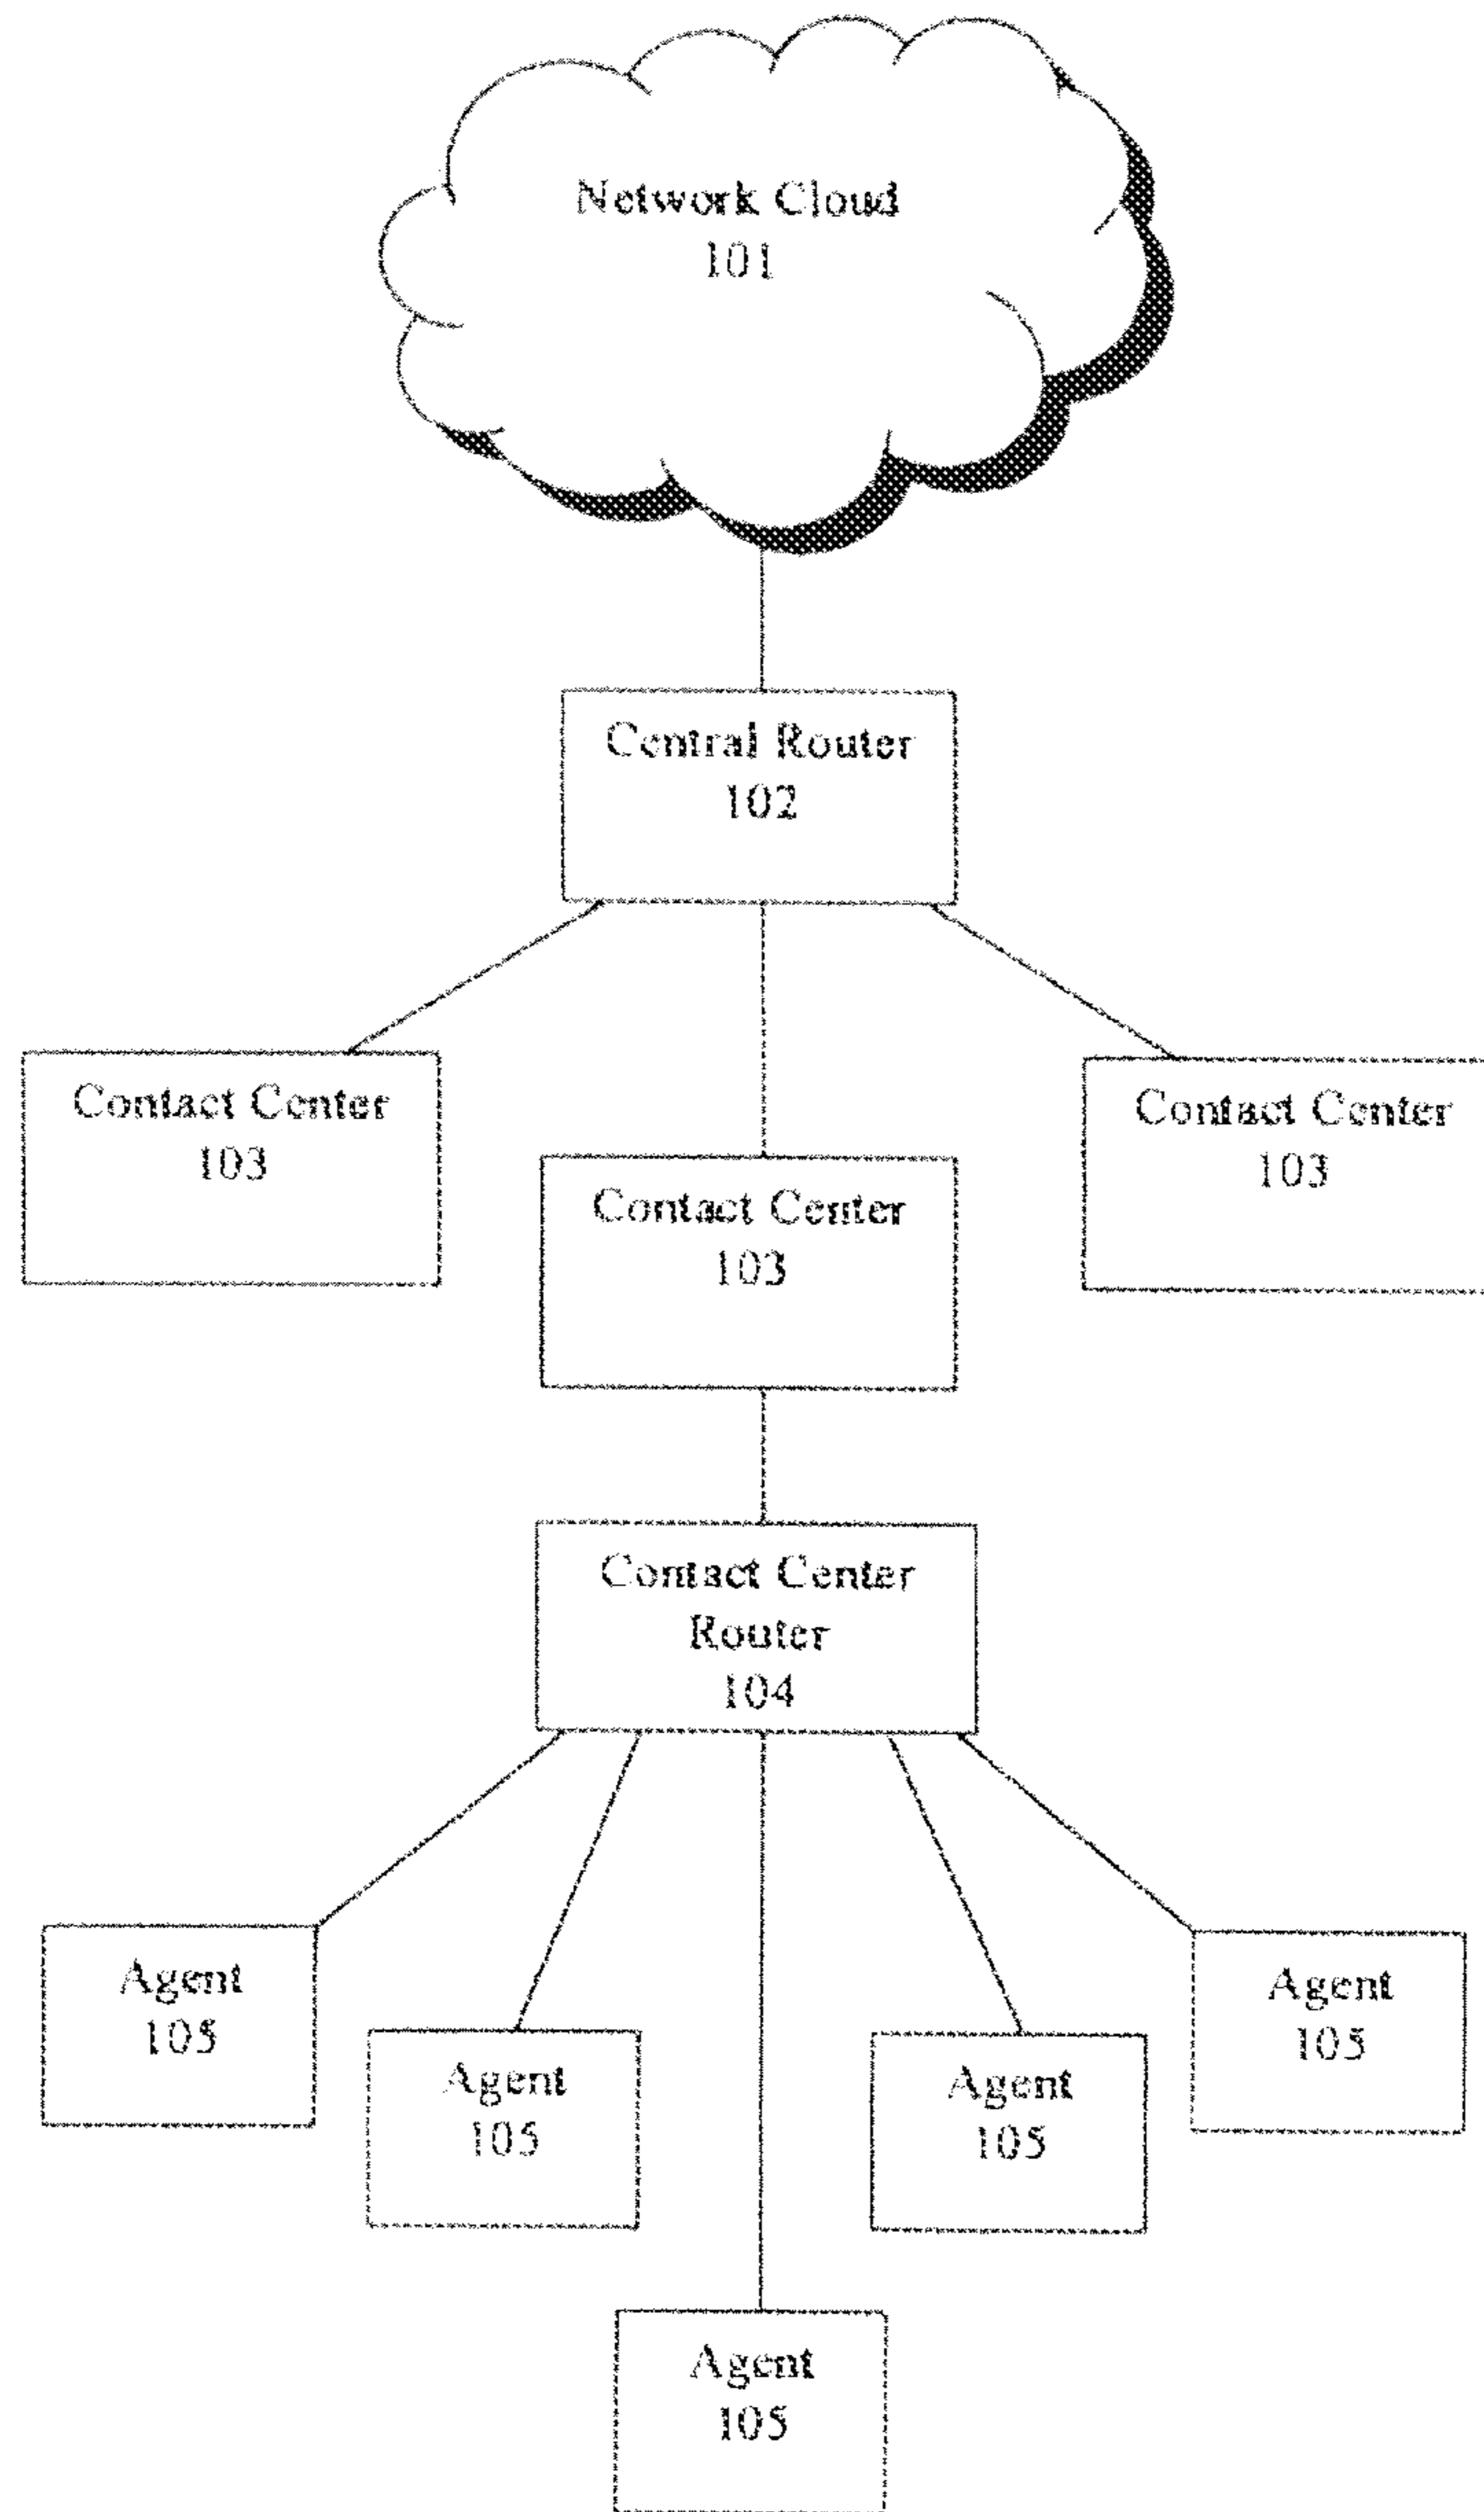 Network Cloud
101
Central Router
102
Contact Center
103
Contact Center
103
Contact Center
103
Contact Center
Router
104
Agent
105
Agent
105
Agent
105
Agent
105
Agent
105